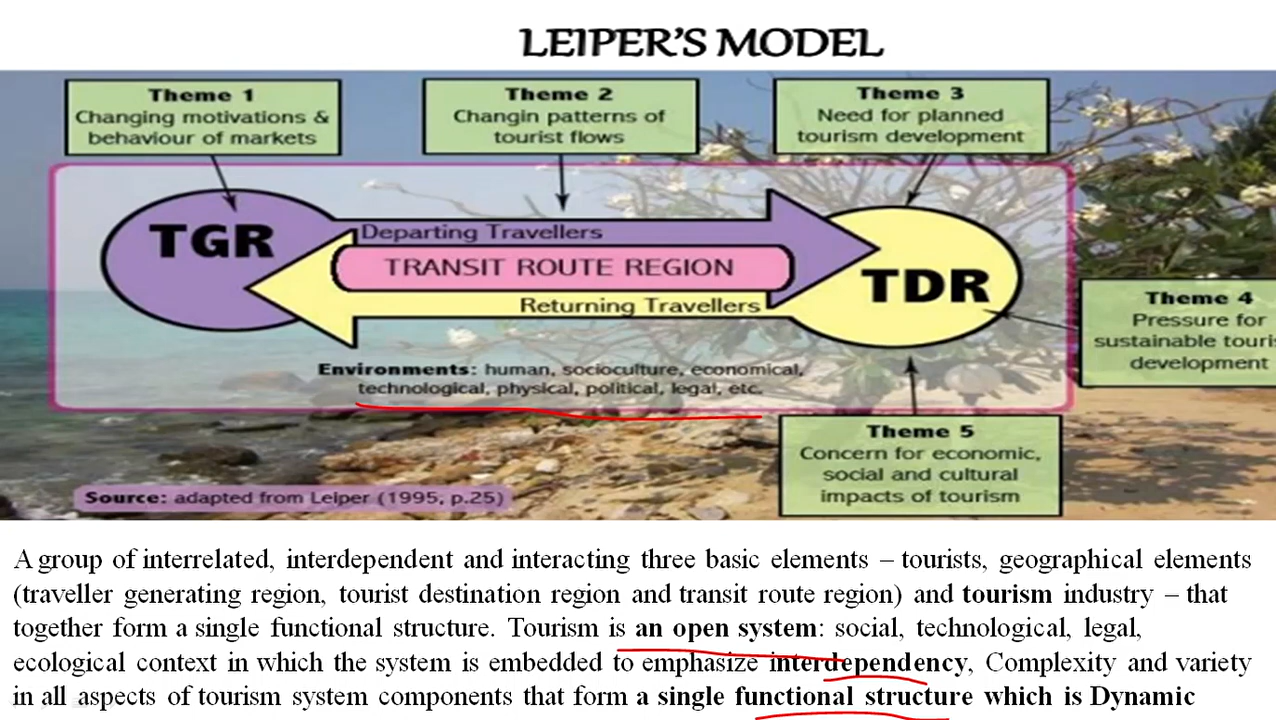 LEIPER'S MODEL
Theme 1
Changing motivations &
behaviour of markets
Theme 2
Changin patterns of
tourist flows
Theme 3
Need for planned
tourism development
TGR
Departing Travellers
TRANSIT ROUTE REGION
Returning Travellers
TDR
Theme 4
Pressure for
sustainable touris
development
Environments: human, socioculture, economical,
technological, physical, political, legal, etc.
Theme 5
Concern for economic,
social and cultural
impacts of tourism
Source: adapted from Leiper (1995, p.25)
A group of interrelated, interdependent and interacting three basic elements – tourists, geographical elements
(traveller generating region, tourist destination region and transit route region) and tourism industry – that
together form a single functional structure. Tourism is an open system: social, technological, legal,
ecological context in which the system is embedded to emphasize interdependency, Complexity and variety
in all aspects of tourism system components that form a single functional structure which is Dynamic